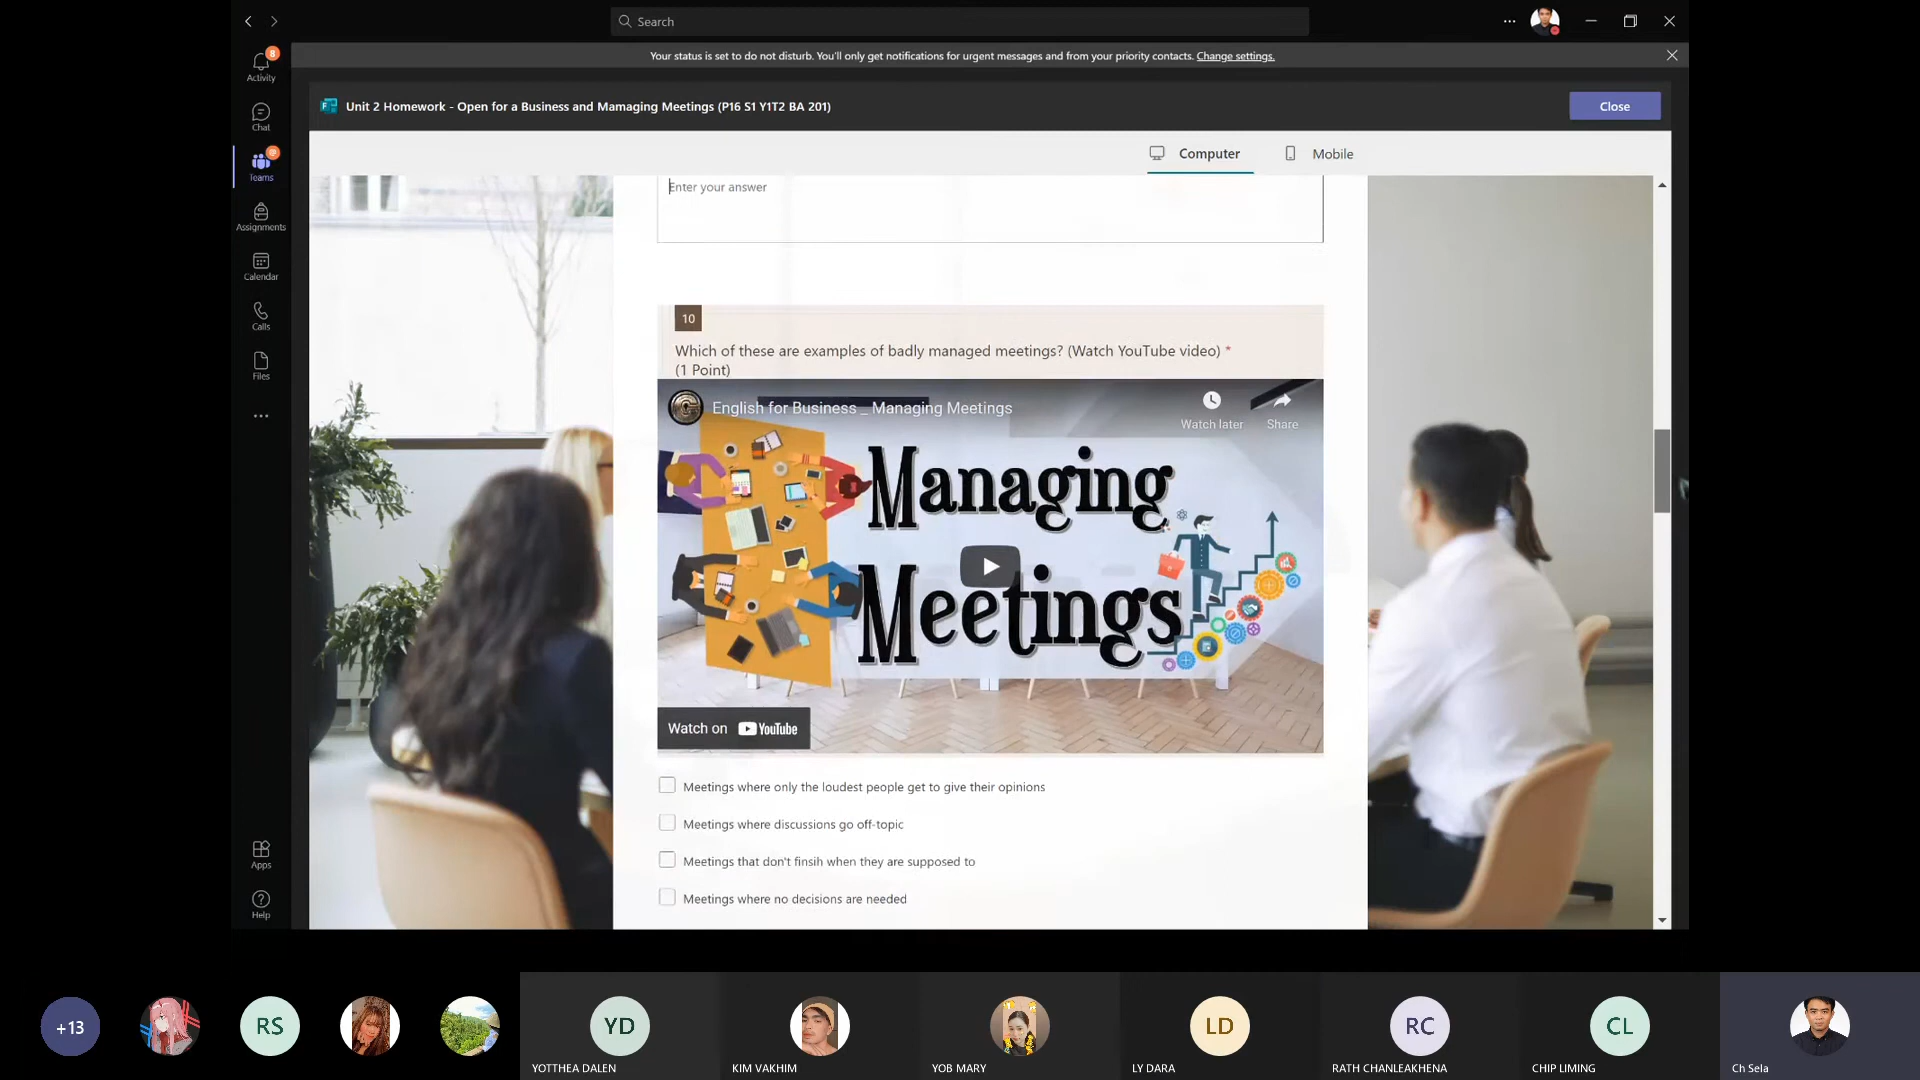 Search
Your status is set to do not disturb. You'll only get notifications for urgent messages and from your priority contacts. Change settings.
8
Activity
Chat
Teams
Assignments
Calendar
Calls
Files
Apps
Help
Unit 2 Homework - Open for a Business and Mamaging Meetings (P16 S1 Y1T2 BA 201)
Close
Computer
Mobile
Enter your answer
10
Which of these are examples of badly managed meetings? (Watch YouTube video) *
(1 Point)
English for Business _ Managing Meetings
Watch later
Share
Managing
Meetings
Watch on YouTube
Meetings where only the loudest people get to give their opinions
Meetings where discussions go off-topic
Meetings that don't finsih when they are supposed to
Meetings where no decisions are needed
+13
RS
YD
LD
RC
CL
YOTTHEA DALEN
KIM VAKHIM
YOB MARY
LY DARA
RATH CHANLEAKHENA
CHIP LIMING
Ch Sela